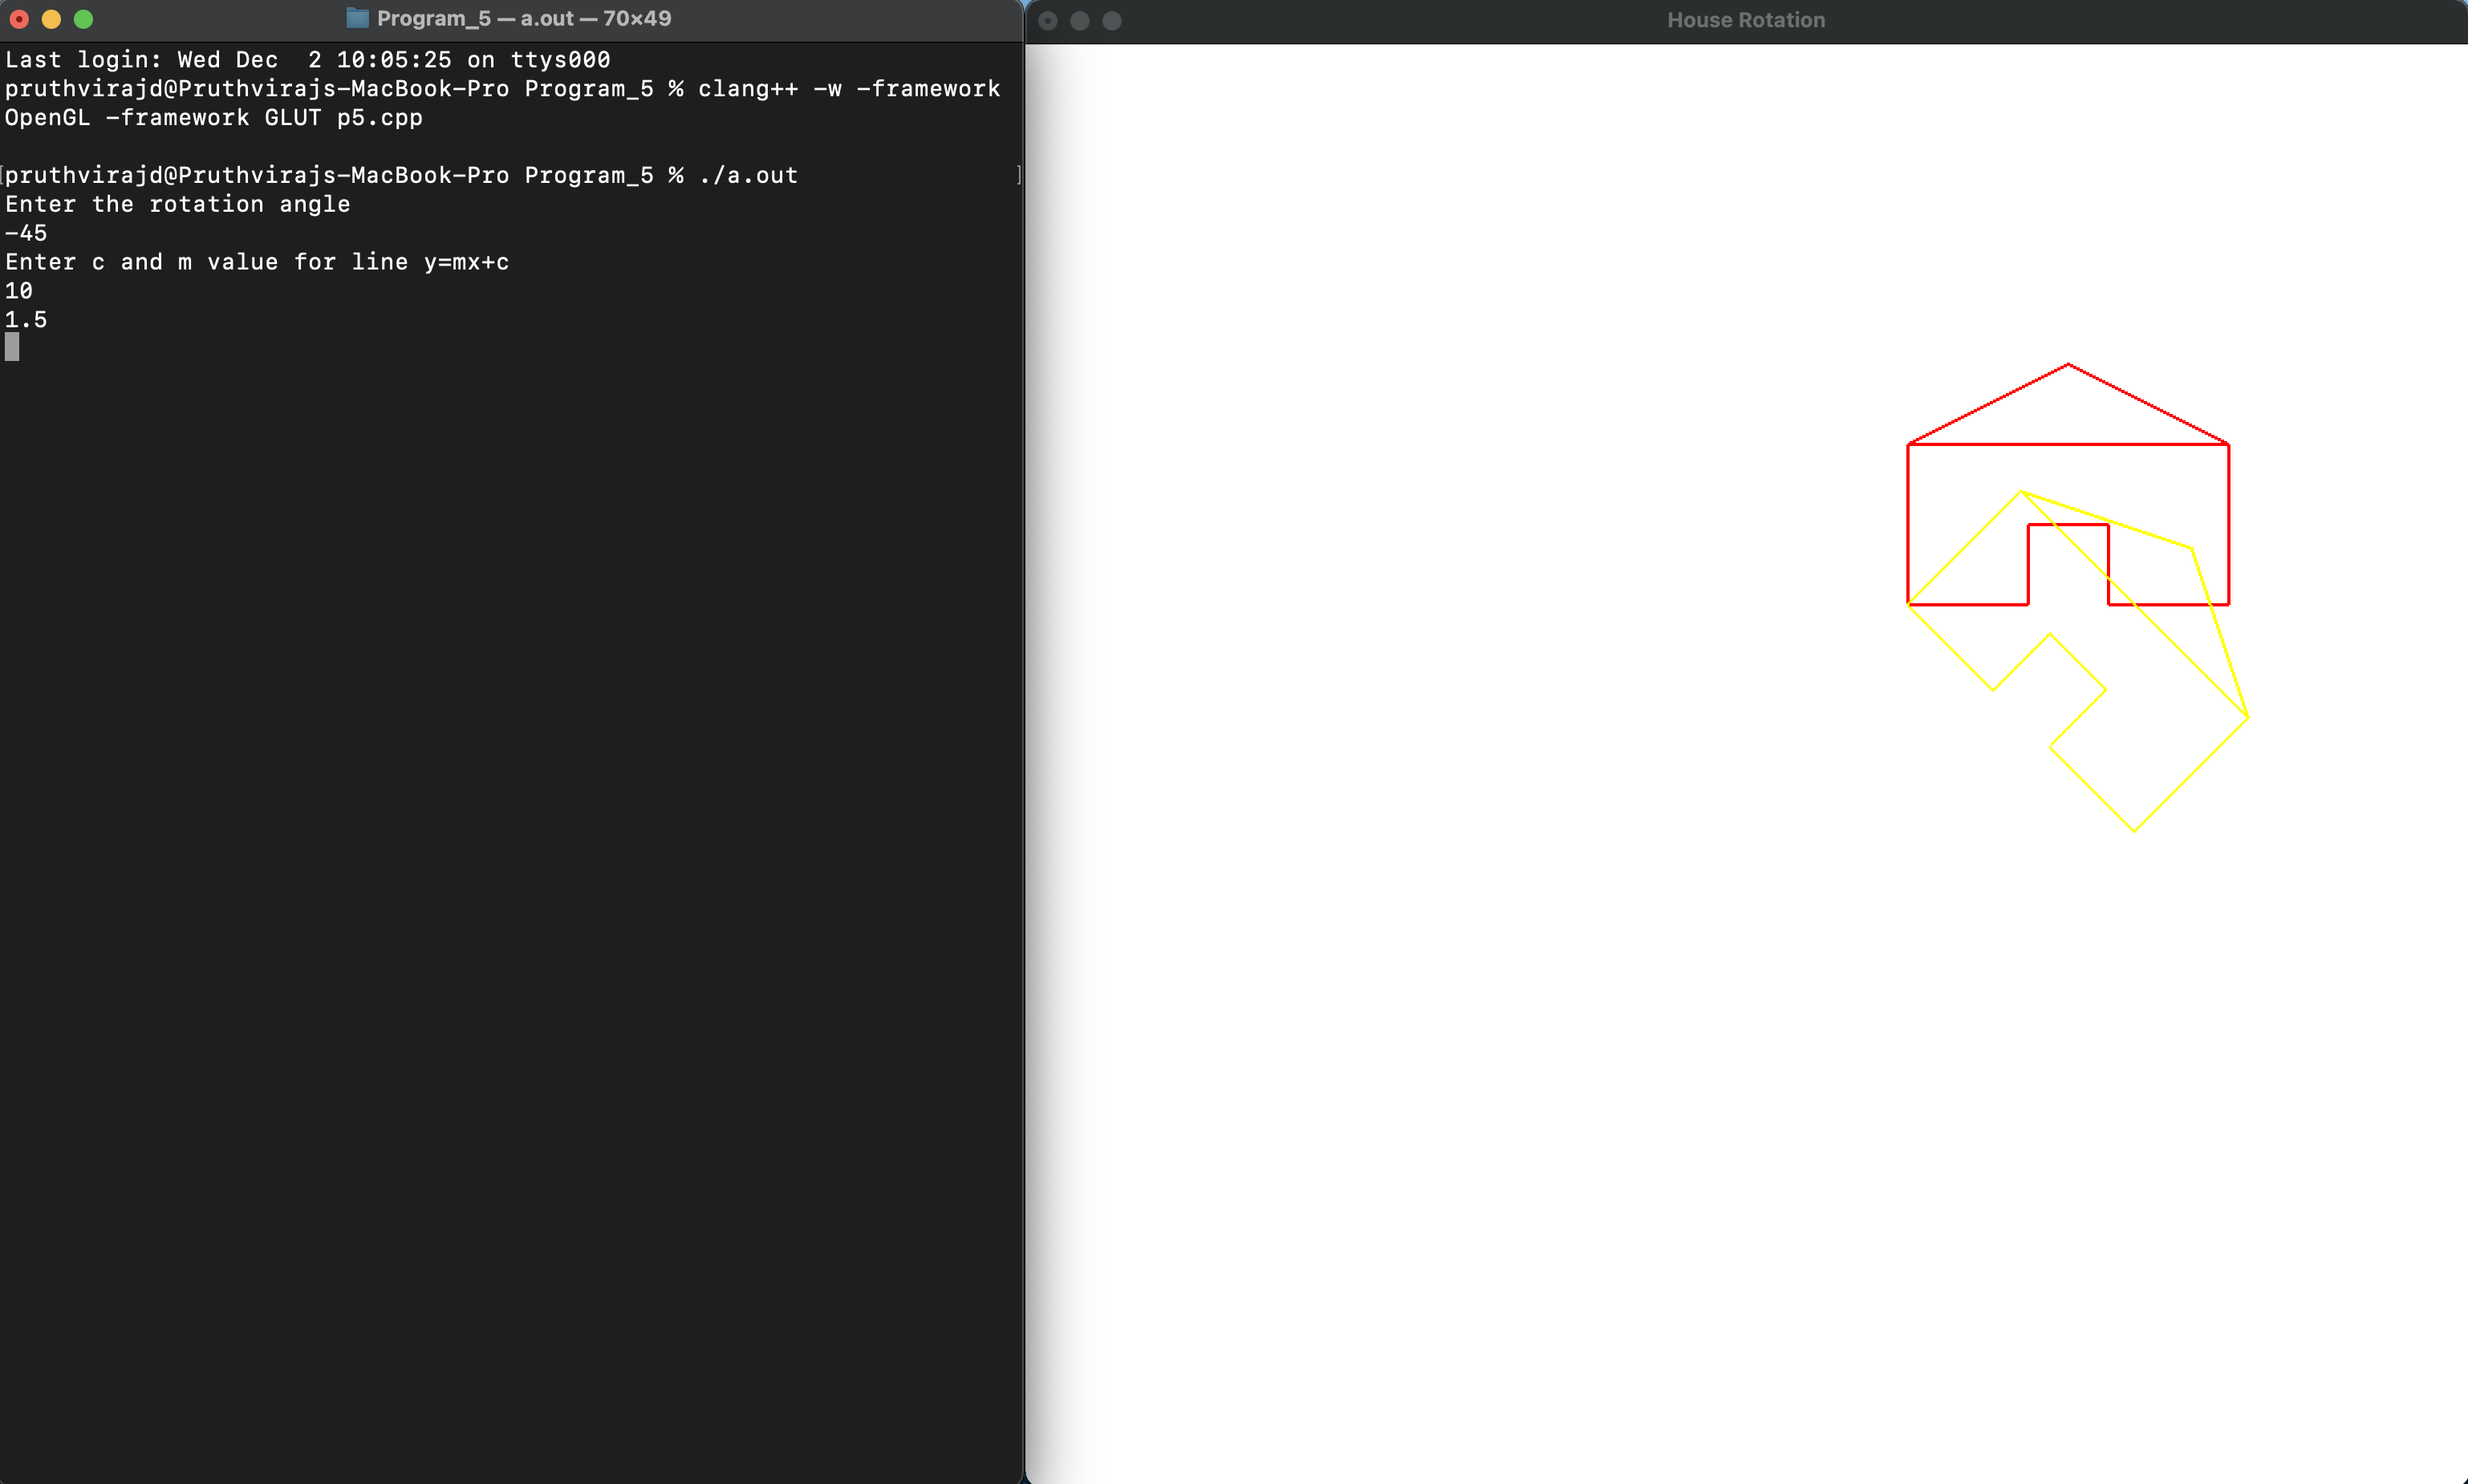 Program_5 — a.out — 70×49
Last login: Wed Dec  2 10:05:25 on ttys000
pruthvirajd@Pruthvirajs-MacBook-Pro Program_5 % clang++ -w -framework
OpenGL -framework GLUT p5.cpp
[pruthvirajd@Pruthvirajs-MacBook-Pro Program_5 % ./a.out ]
Enter the rotation angle
-45
Enter c and m value for line y=mx+c
10
1.5
House Rotation